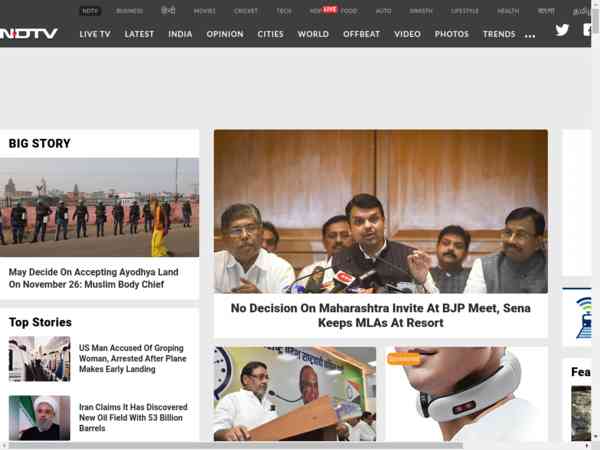 NDTV BUSINESS हिन्दी MOVIES CRICKET TECH HOP LIVE FOOD AUTO SWASTH LIFESTYLE HEALTH বাংলা
NDTV LIVE TV LATEST INDIA OPINION CITIES WORLD OFFBEAT VIDEO PHOTOS TRENDS ...
BIG STORY
May Decide On Accepting Ayodhya Land
On November 26: Muslim Body Chief
No Decision On Maharashtra Invite At BJP Meet, Sena
Keeps MLAs At Resort
Top Stories
US Man Accused Of Groping
Woman, Arrested After Plane
Makes Early Landing
Iran Claims It Has Discovered
New Oil Field With 53 Billion
Barrels
Sponsored
Fea